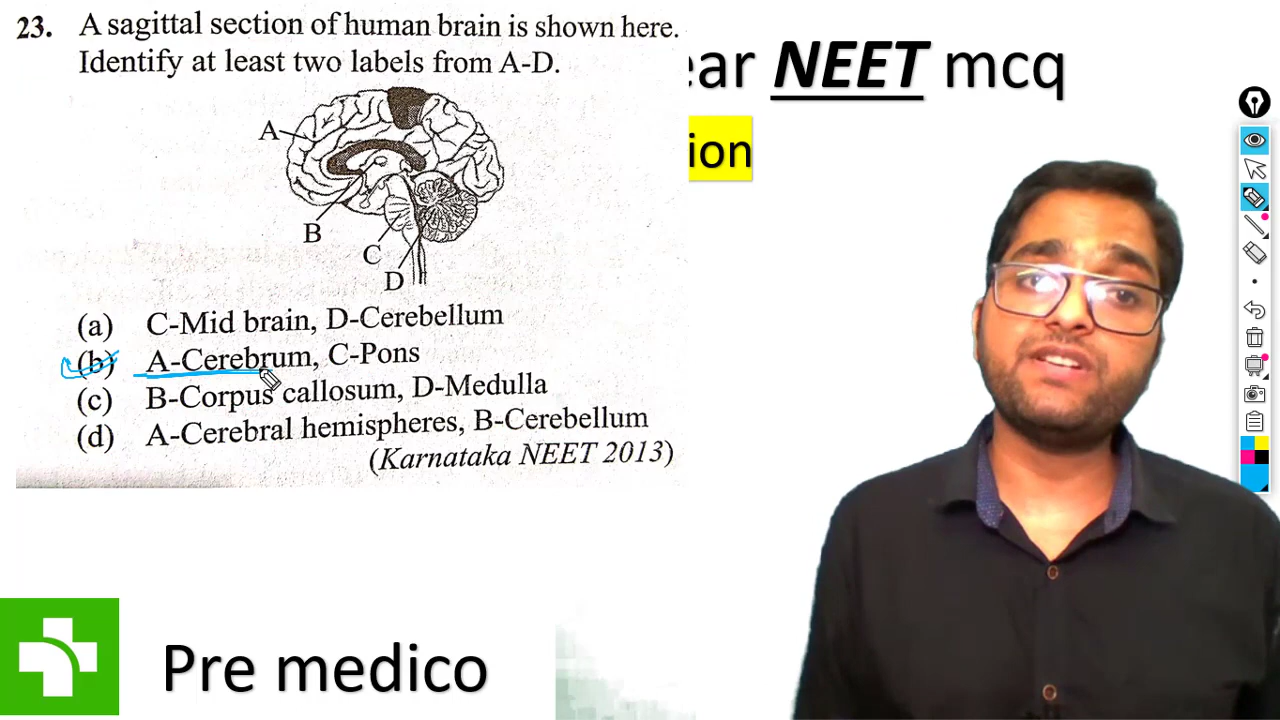 23. A sagittal section of human brain is shown here.
Identify at least two labels from A-D.
A
B
C
D
(a) C-Mid brain, D-Cerebellum
(b) A-Cerebrum, C-Pons
(c) B-Corpus callosum, D-Medulla
(d) A-Cerebral hemispheres, B-Cerebellum
(Karnataka NEET 2013)
ear NEET mcq
ion
Pre medico